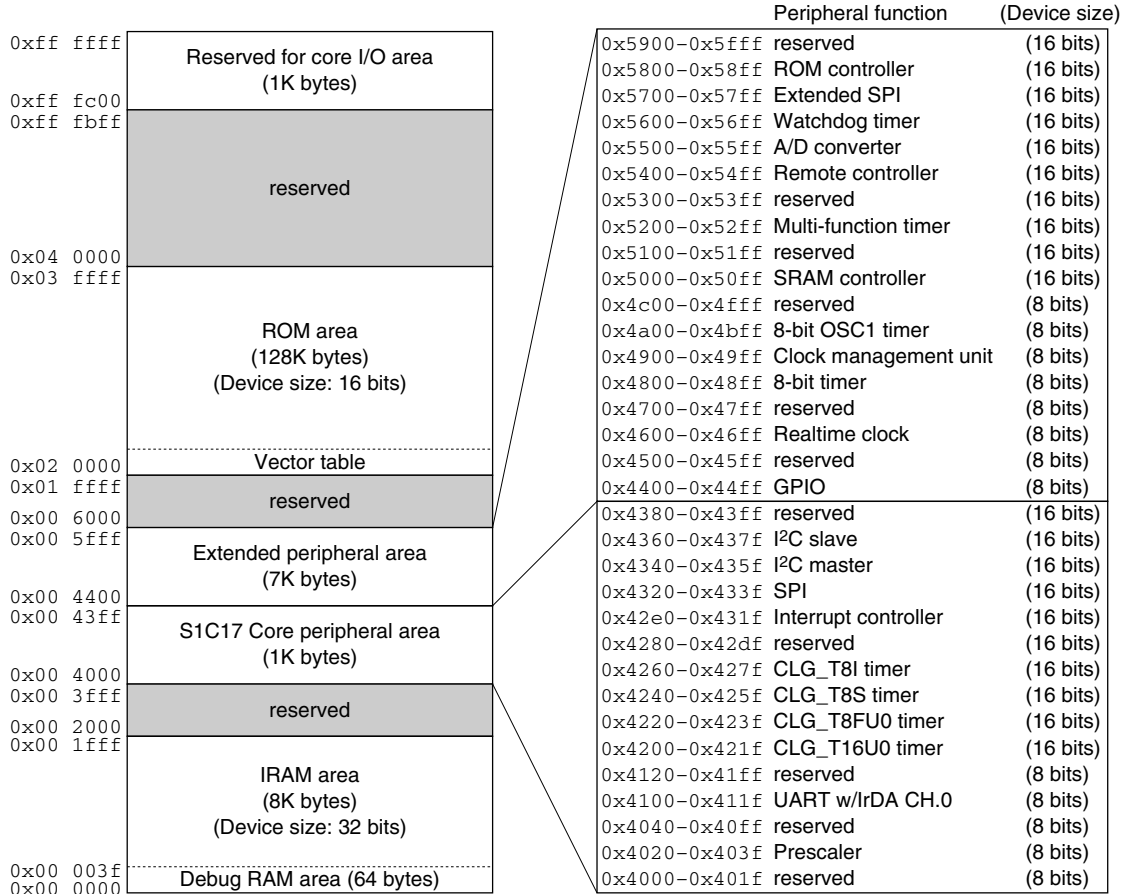 Peripheral function (Device size)
0xff ffff
Reserved for core I/O area
(1K bytes)
0xff fc00
0xff fbff
reserved
0x04 0000
0x03 ffff
ROM area
(128K bytes)
(Device size: 16 bits)
Vector table
0x02 0000
0x01 ffff
reserved
0x00 6000
0x00 5fff
Extended peripheral area
(7K bytes)
0x00 4400
0x00 43ff
S1C17 Core peripheral area
(1K bytes)
0x00 4000
0x00 3fff
reserved
0x00 2000
0x00 1fff
IRAM area
(8K bytes)
(Device size: 32 bits)
0x00 003f
Debug RAM area (64 bytes)
0x00 0000
0x5900–0x5fff reserved (16 bits)
0x5800–0x58ff ROM controller (16 bits)
0x5700–0x57ff Extended SPI (16 bits)
0x5600–0x56ff Watchdog timer (16 bits)
0x5500–0x55ff A/D converter (16 bits)
0x5400–0x54ff Remote controller (16 bits)
0x5300–0x53ff reserved (16 bits)
0x5200–0x52ff Multi-function timer (16 bits)
0x5100–0x51ff reserved (16 bits)
0x5000–0x50ff SRAM controller (16 bits)
0x4c00–0x4fff reserved (8 bits)
0x4a00–0x4bff 8-bit OSC1 timer (8 bits)
0x4900–0x49ff Clock management unit (8 bits)
0x4800–0x48ff 8-bit timer (8 bits)
0x4700–0x47ff reserved (8 bits)
0x4600–0x46ff Realtime clock (8 bits)
0x4500–0x45ff reserved (8 bits)
0x4400–0x44ff GPIO (8 bits)
0x4380–0x43ff reserved (16 bits)
0x4360–0x437f I²C slave (16 bits)
0x4340–0x435f I²C master (16 bits)
0x4320–0x433f SPI (16 bits)
0x42e0–0x431f Interrupt controller (16 bits)
0x4280–0x42df reserved (16 bits)
0x4260–0x427f CLG_T8I timer (16 bits)
0x4240–0x425f CLG_T8S timer (16 bits)
0x4220–0x423f CLG_T8FU0 timer (16 bits)
0x4200–0x421f CLG_T16U0 timer (16 bits)
0x4120–0x41ff reserved (8 bits)
0x4100–0x411f UART w/IrDA CH.0 (8 bits)
0x4040–0x40ff reserved (8 bits)
0x4020–0x403f Prescaler (8 bits)
0x4000–0x401f reserved (8 bits)